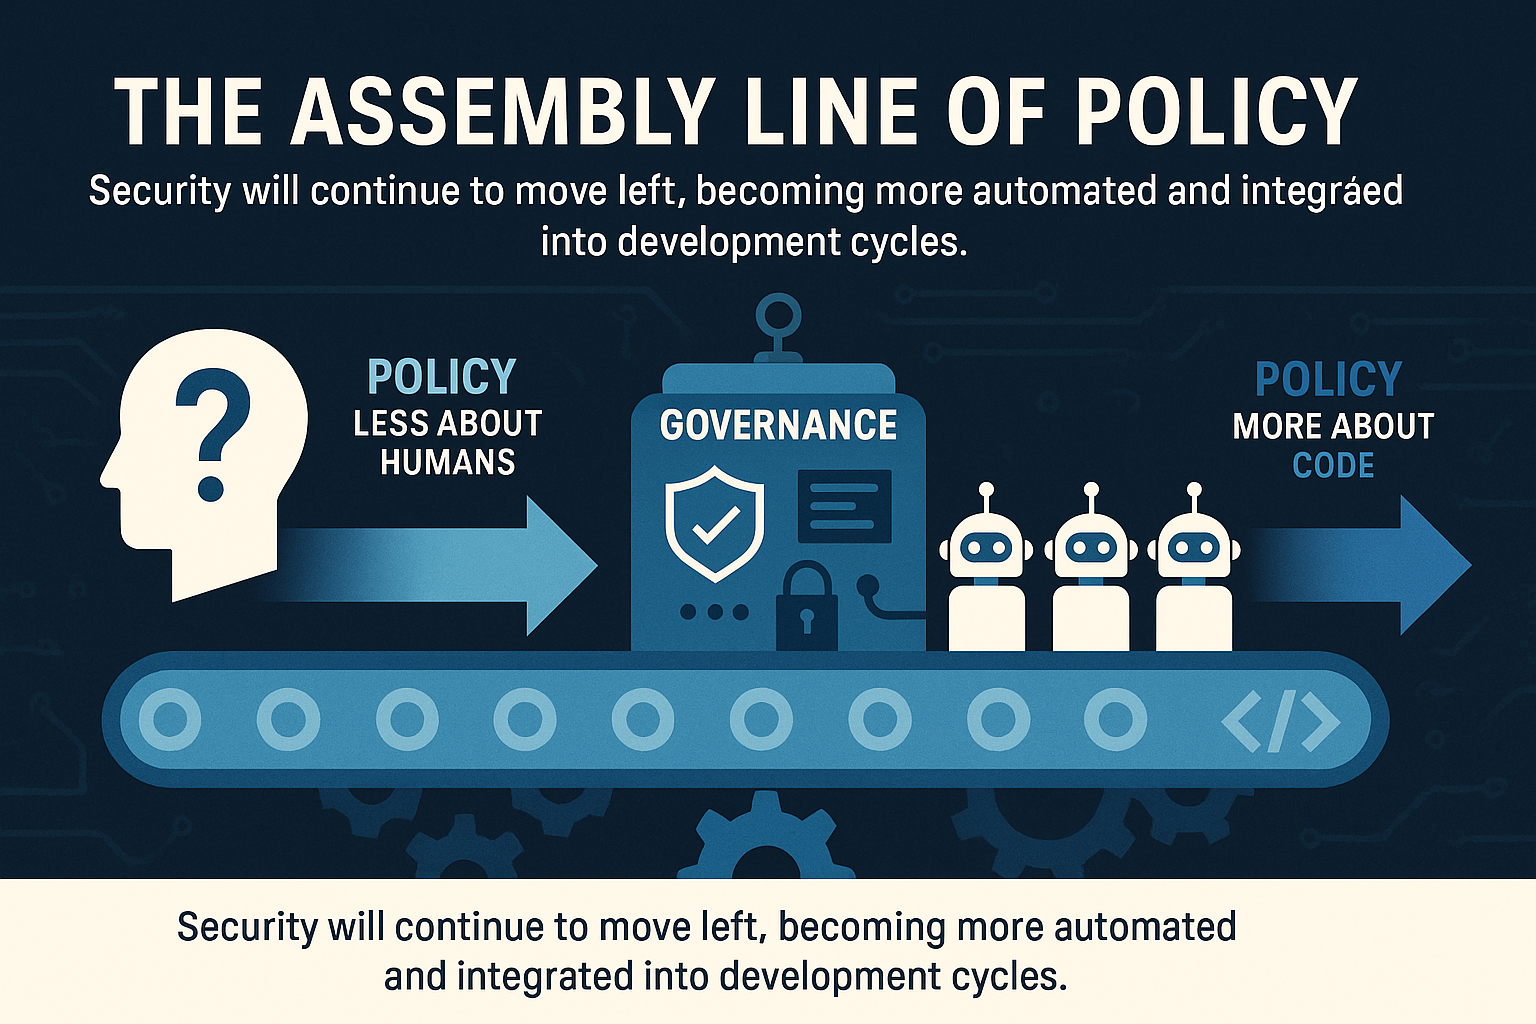 THE ASSEMBLY LINE OF POLICY
Security will continue to move left, becoming more automated and integráed
into development cycles.
?
POLICY
LESS ABOUT
HUMANS
GOVERNANCE
POLICY
MORE ABOUT
CODE
</>
Security will continue to move left, becoming more automated
and integrated into development cycles.